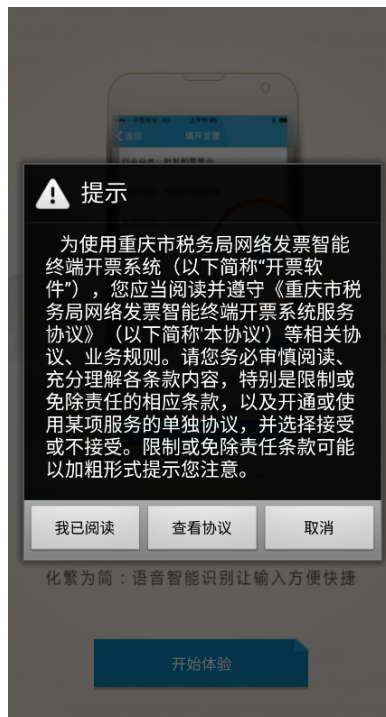 返回
填开发票
提示
为使用重庆市税务局网络发票智能
终端开票系统（以下简称“开票软
件”），您应当阅读并遵守《重庆市税
务局网络发票智能终端开票系统服务
协议》（以下简称'本协议'）等相关协
议、业务规则。请您务必审慎阅读、
充分理解各条款内容，特别是限制或
免除责任的相应条款，以及开通或使
用某项服务的单独协议，并选择接受
或不接受。限制或免除责任条款可能
以加粗形式提示您注意。
我已阅读
查看协议
取消
化繁为简：语音智能识别让输入方便快捷
开始体验